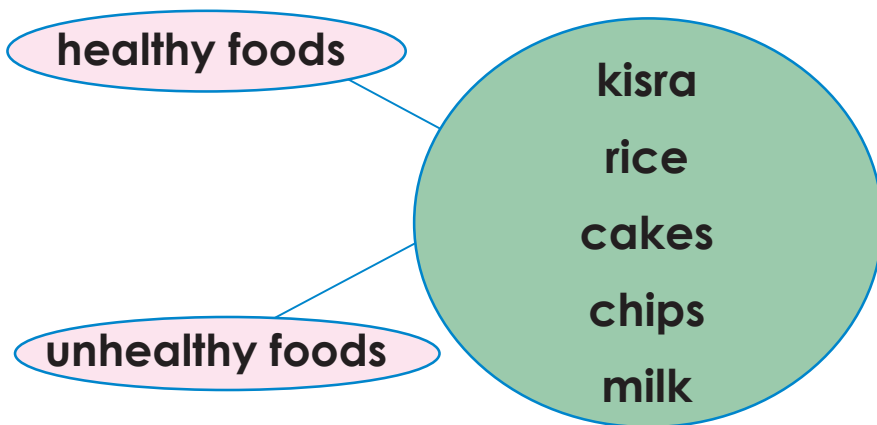 healthy foods
unhealthy foods
kisra
rice
cakes
chips
milk